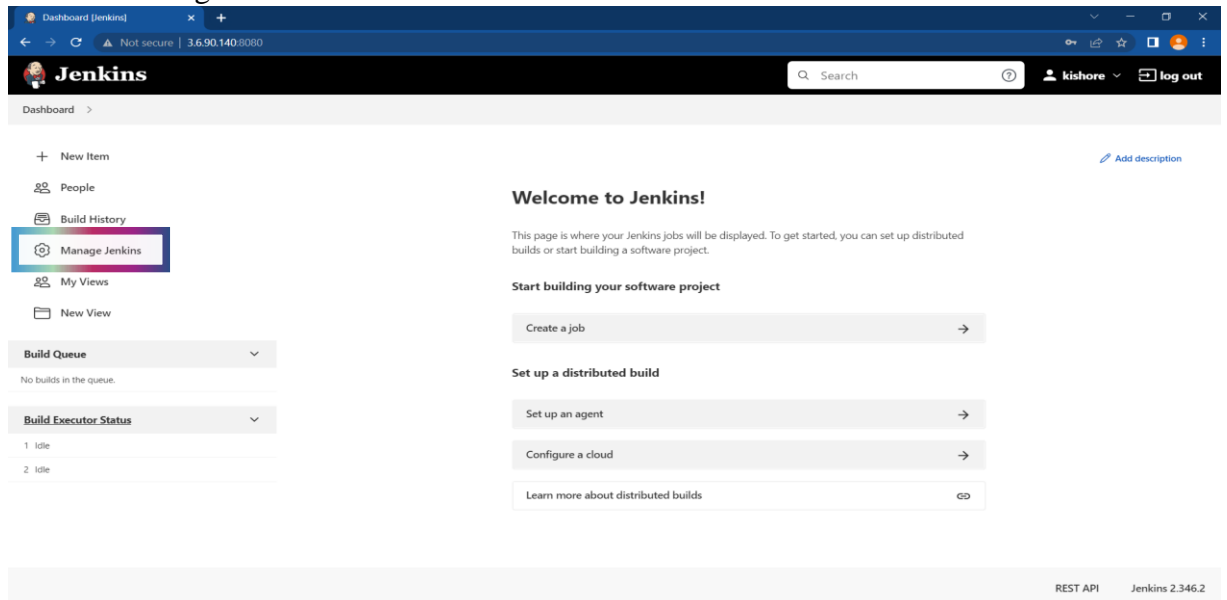 Dashboard [Jenkins]
Not secure | 3.6.90.140:8080
Jenkins
Search
kishore
log out
Dashboard
New Item
People
Build History
Manage Jenkins
My Views
New View
Build Queue
No builds in the queue.
Build Executor Status
1 Idle
2 Idle
Add description
Welcome to Jenkins!
This page is where your Jenkins jobs will be displayed. To get started, you can set up distributed
builds or start building a software project.
Start building your software project
Create a job
Set up a distributed build
Set up an agent
Configure a cloud
Learn more about distributed builds
REST API
Jenkins 2.346.2